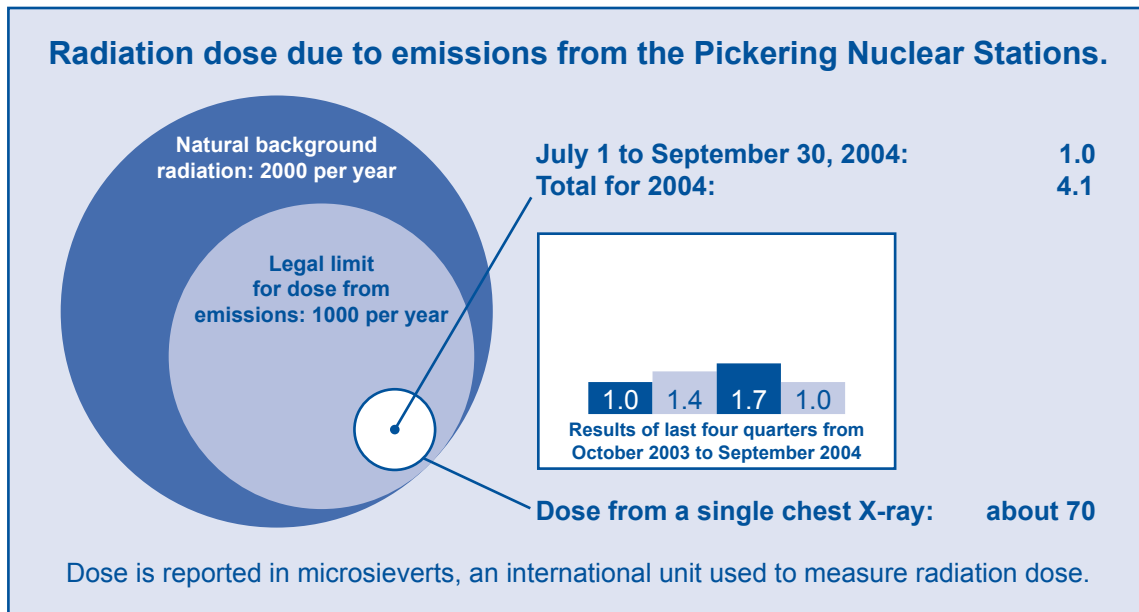 Radiation dose due to emissions from the Pickering Nuclear Stations.
Natural background
radiation: 2000 per year
Legal limit
for dose from
emissions: 1000 per year
July 1 to September 30, 2004: 1.0
Total for 2004: 4.1
1.0 1.4 1.7 1.0
Results of last four quarters from
October 2003 to September 2004
Dose from a single chest X-ray: about 70
Dose is reported in microsieverts, an international unit used to measure radiation dose.